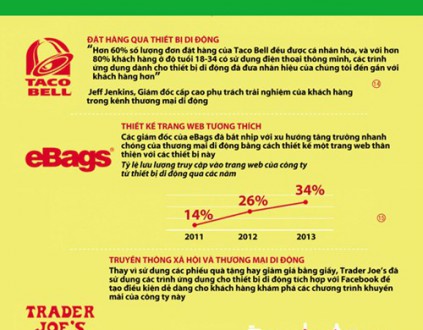 ĐẶT HÀNG QUA THIẾT BỊ DI ĐỘNG
"Hơn 60% số lượng đơn đặt hàng của Taco Bell đều được cá nhân hóa, và với hơn
80% khách hàng ở độ tuổi 18-34 có sử dụng điện thoại thông minh, các trình
ứng dụng dành cho thiết bị di động đã đưa nhãn hiệu của chúng tôi đến gần với
khách hàng hơn"
TACO
BELL
Jeff Jenkins, Giám đốc cấp cao phụ trách trải nghiệm của khách hàng
trong kênh thương mại di động
14
THIẾT KẾ TRANG WEB TƯƠNG THÍCH
Các giám đốc của eBags đã bắt nhịp với xu hướng tăng trưởng nhanh
chóng của thương mại di động bằng cách thiết kế một trang web thân
thiện với các thiết bị này
eBags®
Tỷ lệ lưu lượng truy cập vào trang web của công ty
từ thiết bị di động qua các năm
14%
26%
34%
2011
2012
2013
15
TRUYỀN THÔNG XÃ HỘI VÀ THƯƠNG MẠI DI ĐỘNG
Thay vì sử dụng các phiếu quà tặng hay giảm giá bằng giấy, Trader Joe's đã
sử dụng các trình ứng dụng cho thiết bị di động tích hợp với Facebook để
tạo điều kiện dễ dàng cho khách hàng khám phá các chương trình khuyến
mãi của công ty này
TRADER
JOE'S